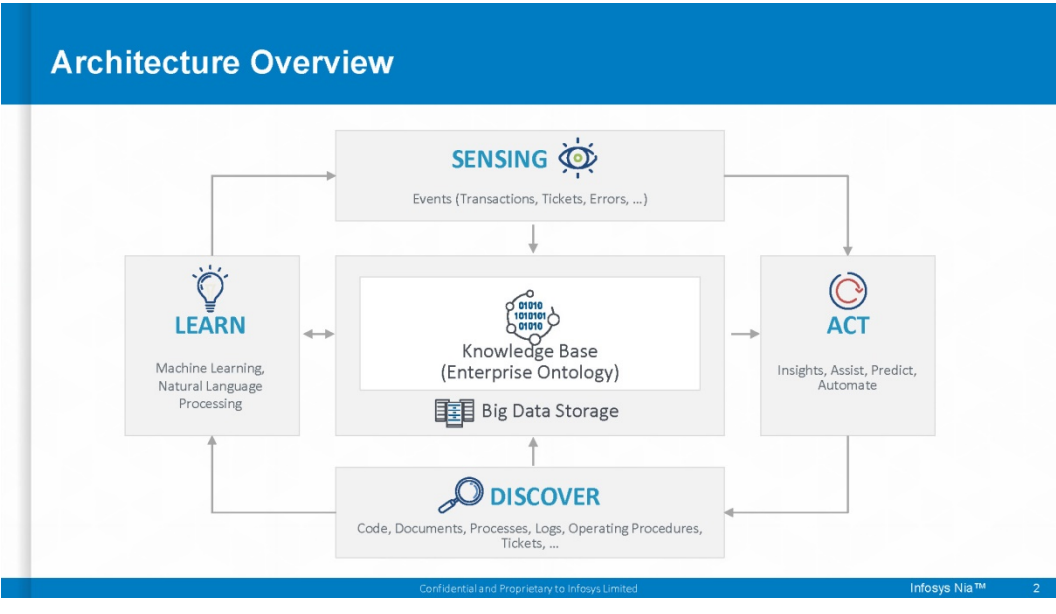 Architecture Overview
SENSING
Events (Transactions, Tickets, Errors, ...)
LEARN
Machine Learning,
Natural Language
Processing
01010
1010101
01010
Knowledge Base
(Enterprise Ontology)
Big Data Storage
ACT
Insights, Assist, Predict,
Automate
DISCOVER
Code, Documents, Processes, Logs, Operating Procedures,
Tickets, ...
Confidential and Proprietary to Infosys Limited
Infosys Nia™ 2